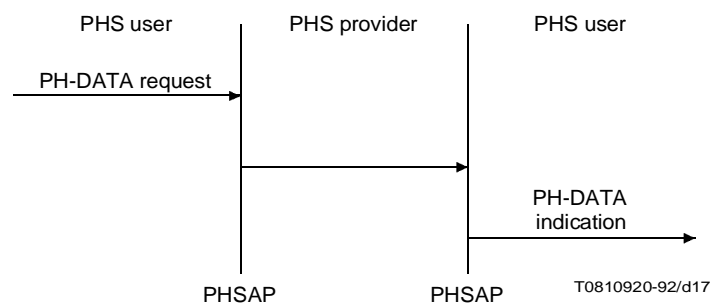 PHS user
PHS provider
PHS user
PH-DATA request
PH-DATA
indication
PHSAP
PHSAP
T0810920-92/d17